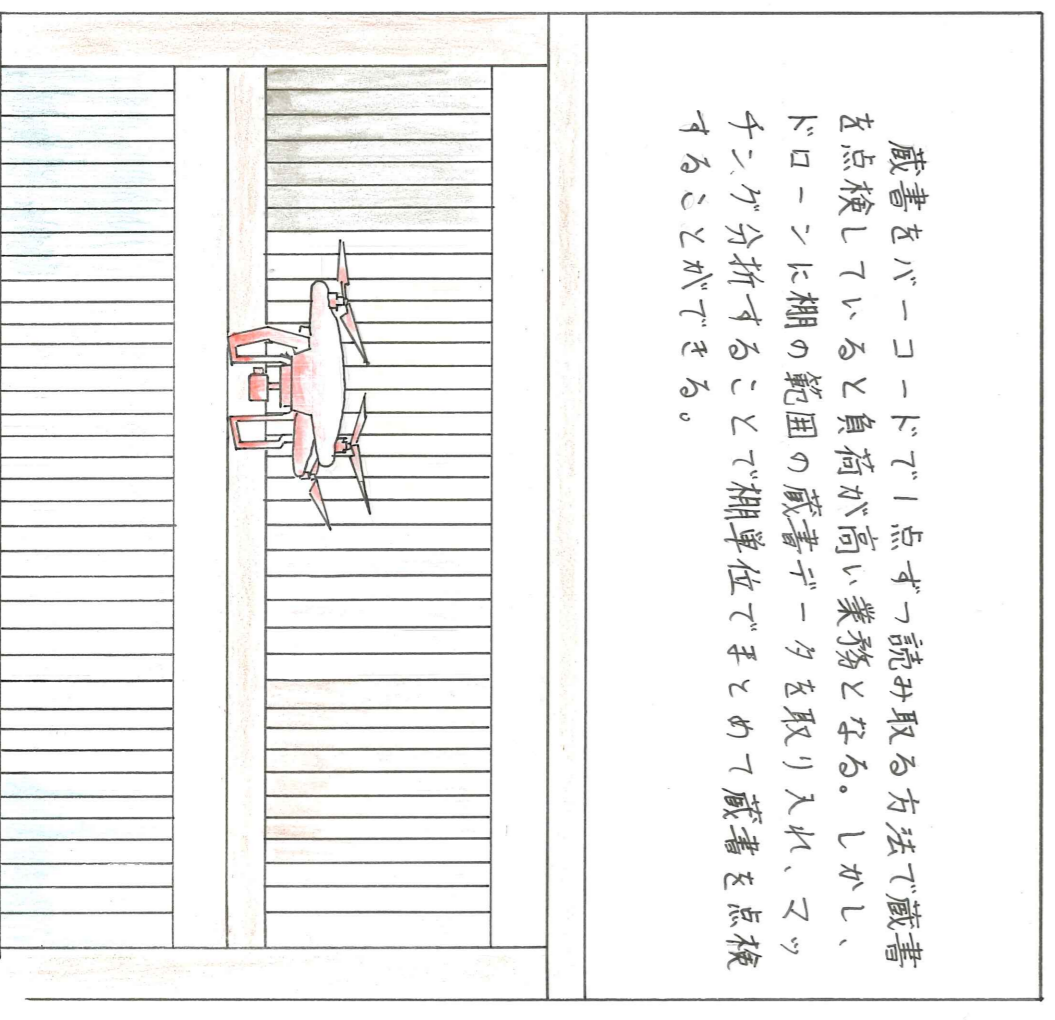 蔵書をバーコードで1点ずつ読み取る方法で蔵書
を点検していると負荷が高い業務となる。しかし、
ドローンに棚の範囲の蔵書データを取り入れ、マッ
チング分析することで棚単位でまとめて蔵書を点検
することができる。